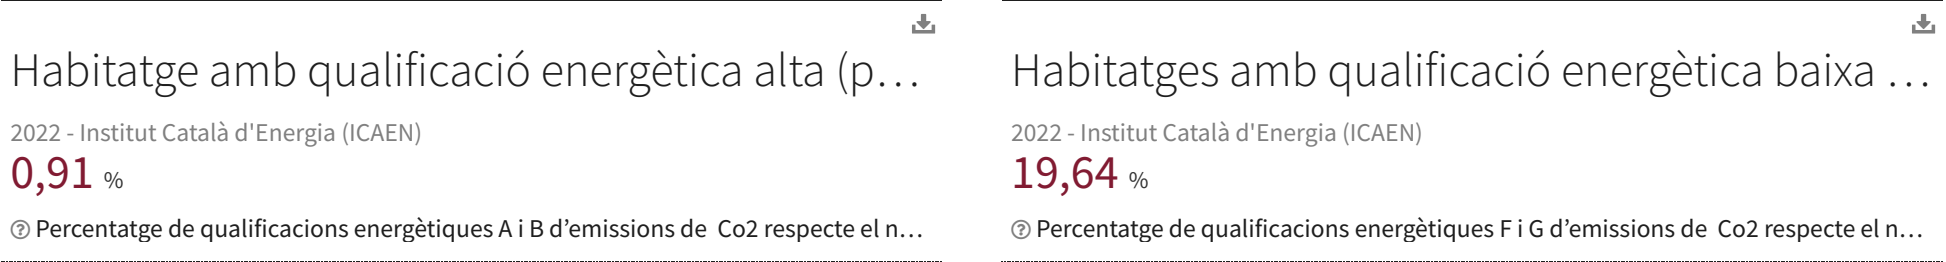 Habitatge amb qualificació energètica alta (p…
2022 - Institut Català d'Energia (ICAEN)
0,91 %
Percentatge de qualificacions energètiques A i B d’emissions de  Co2 respecte el n…
Habitatges amb qualificació energètica baixa …
2022 - Institut Català d'Energia (ICAEN)
19,64 %
Percentatge de qualificacions energètiques F i G d’emissions de  Co2 respecte el n…